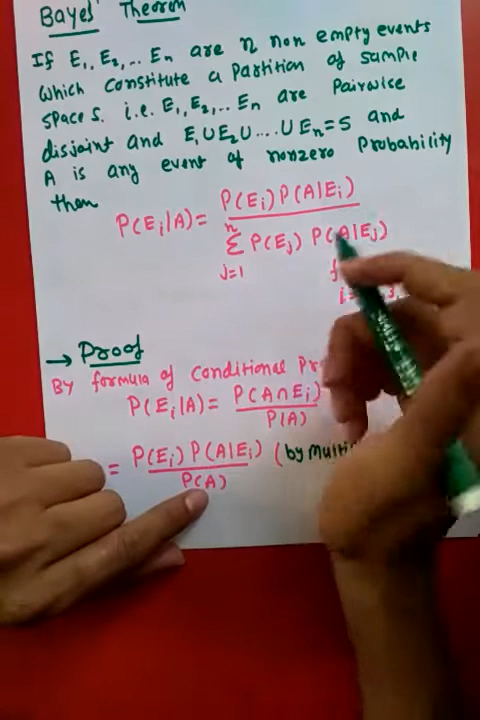 Bayes' Theorem
If E₁, E₂, ... Eₙ are n non empty events
which constitute a Partition of sample
space S. i.e. E₁, E₂, .. Eₙ are Pairwise
disjoint and E₁∪E₂∪....∪Eₙ=S and
A is any event of nonzero Probability
then
P(Eᵢ|A) = P(Eᵢ) P(A|Eᵢ) / Σⱼ₌₁ⁿ P(Eⱼ) P(A|Eⱼ)
→ Proof
By formula of Conditional
P(Eᵢ|A) = P(A∩Eᵢ) / P(A)
= P(Eᵢ) P(A|Eᵢ) / P(A) (by